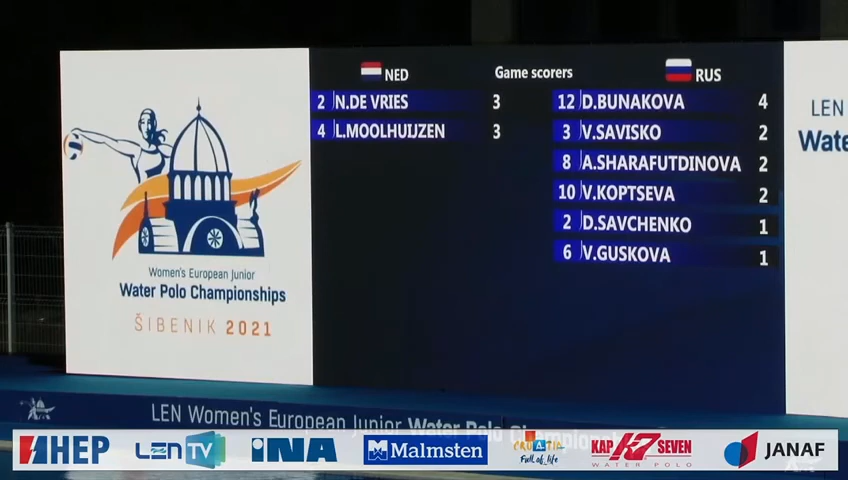 NED
Game scorers
RUS
2 N.DE VRIES 3
4 L.MOOLHUIJZEN 3
12 D.BUNAKOVA 4
3 V.SAVISKO 2
8 A.SHARAFUTDINOVA 2
10 V.KOPTSEVA 2
2 D.SAVCHENKO 1
6 V.GUSKOVA 1
Women's European Junior
Water Polo Championships
ŠIBENIK 2021
LEN
Wate
LEN Women's European Junior Water Polo Championsh
HEP
LEN TV
INA
Malmsten
CROATIA
Full of life
KAP K7 SEVEN
WATER POLO
JANAF